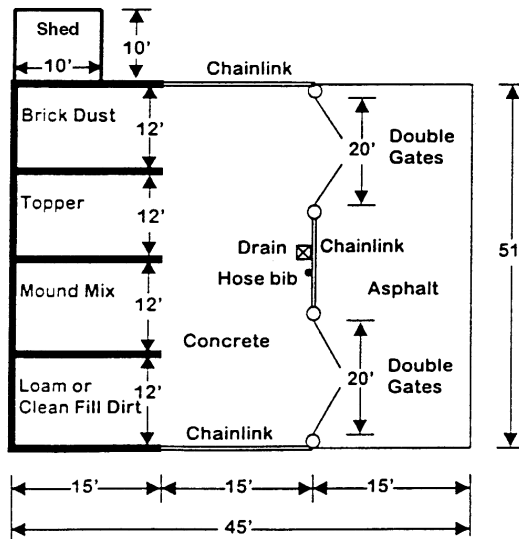 Shed
10'
10'
Chainlink
Brick Dust
12'
20'
Double
Gates
Topper
12'
Drain
Chainlink
51
Hose bib
Mound Mix
12'
Asphalt
Concrete
Loam or
Clean Fill Dirt
12'
20'
Double
Gates
Chainlink
15'
15'
15'
45'